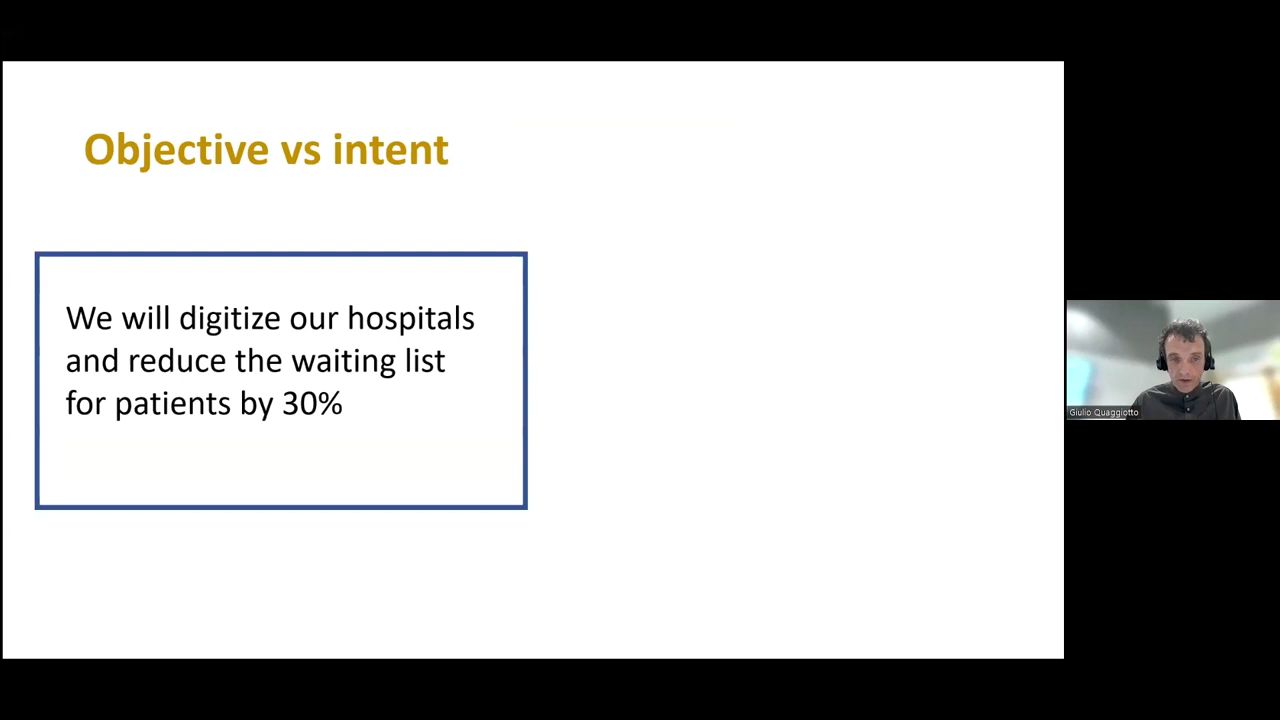 Objective vs intent
We will digitize our hospitals
and reduce the waiting list
for patients by 30%
Giulio Quaggiotto